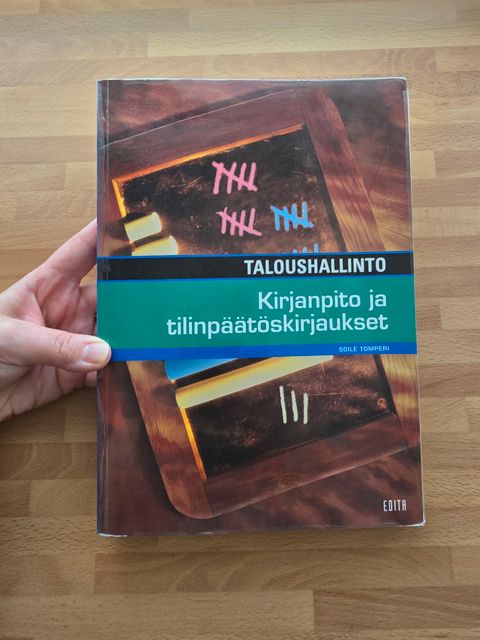 TALOUSHALLINTO
Kirjanpito ja
tilinpäätöskirjaukset
SOILE TOMPERI
EDITA